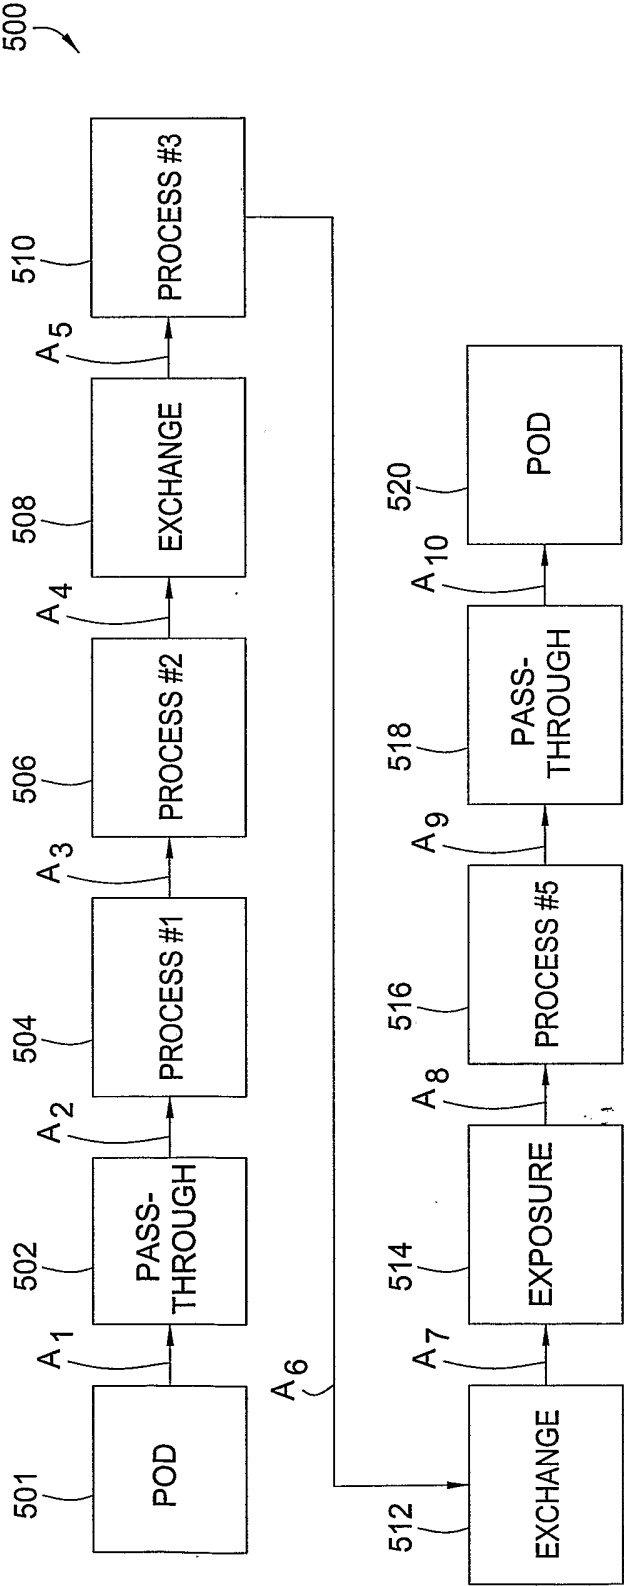 500
501
POD
A1
502
PASS-
THROUGH
A2
504
PROCESS #1
A3
506
PROCESS #2
A4
508
EXCHANGE
A5
510
PROCESS #3
A6
512
EXCHANGE
A7
514
EXPOSURE
A8
516
PROCESS #5
A9
518
PASS-
THROUGH
A10
520
POD